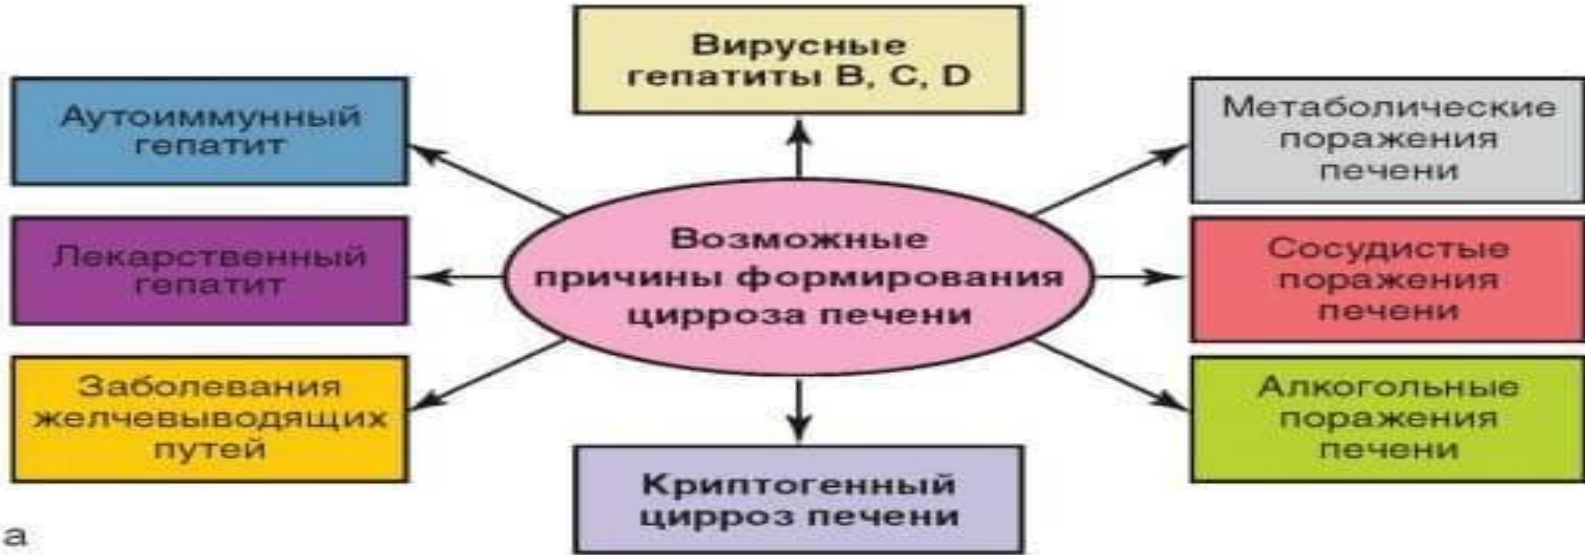 Вирусные
гепатиты B, C, D
Аутоиммунный
гепатит
Метаболические
поражения
печени
Лекарственный
гепатит
Возможные
причины формирования
цирроза печени
Сосудистые
поражения
печени
Заболевания
желчевыводящих
путей
Алкогольные
поражения
печени
Криптогенный
цирроз печени
а